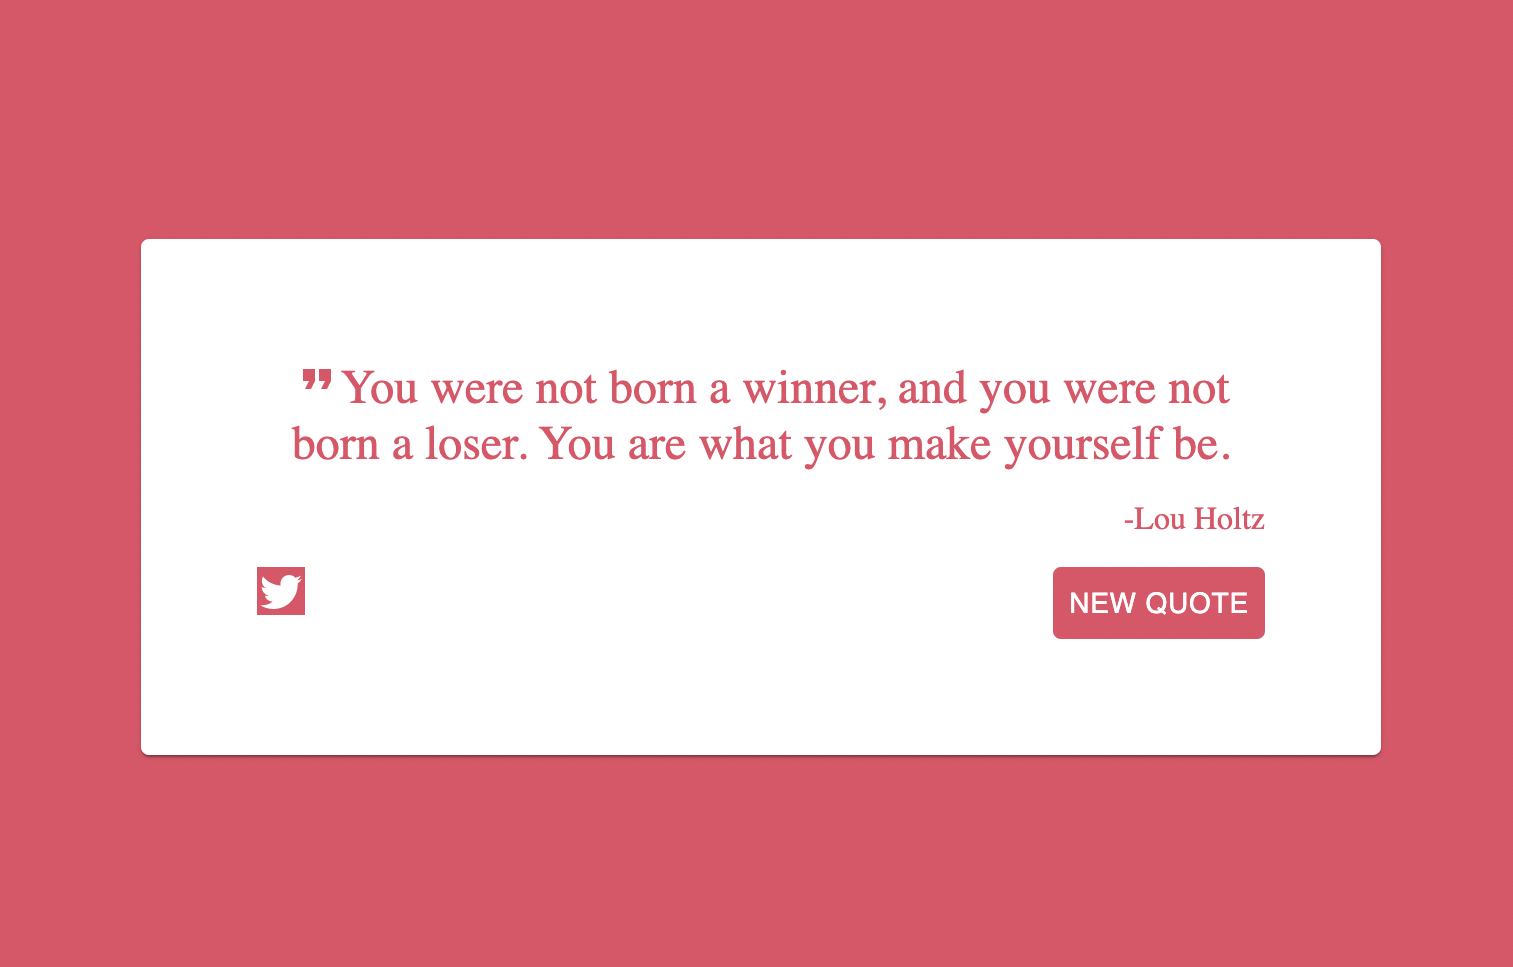 ❞ You were not born a winner, and you were not
born a loser. You are what you make yourself be.
-Lou Holtz
NEW QUOTE